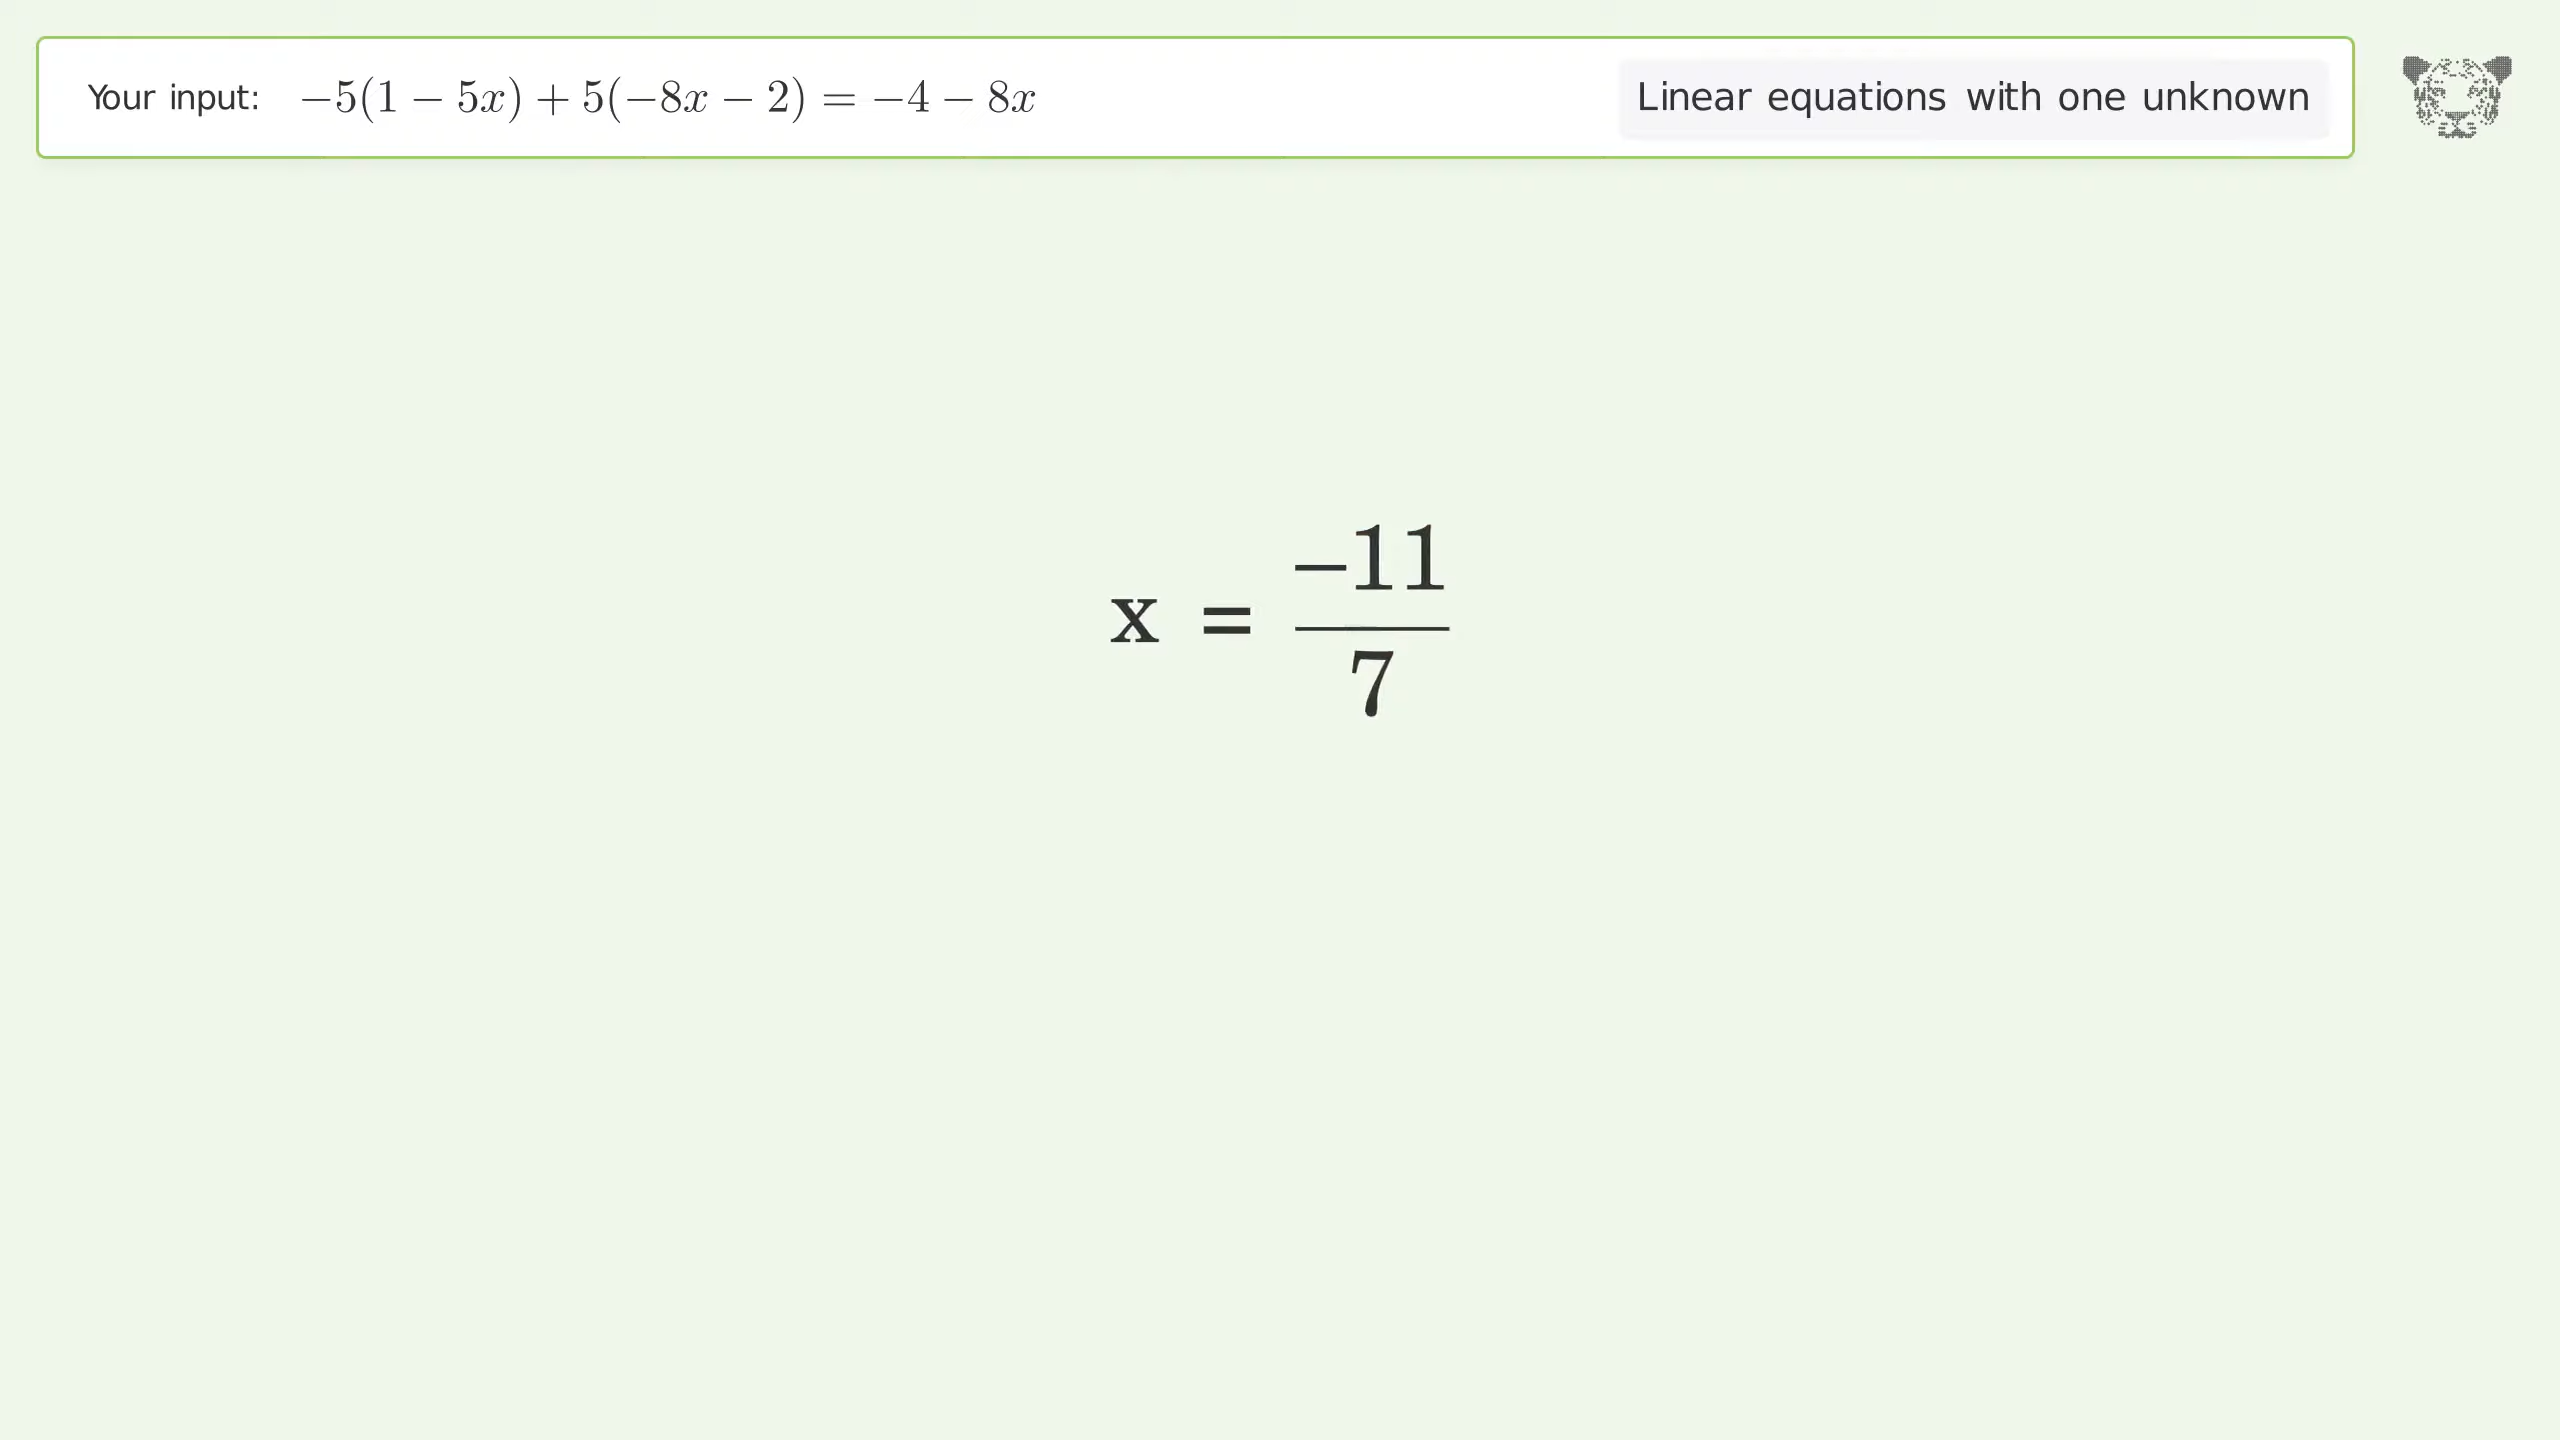 Your input: −5(1 − 5x) + 5(−8x − 2) = −4 − 8x
Linear equations with one unknown
x = −11/7